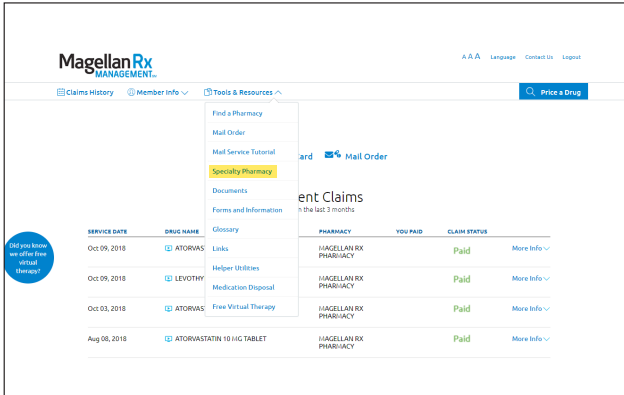 MagellanRx
MANAGEMENT
A A A Language Contact Us Logout
Claims History Member Info Tools & Resources Price a Drug
Find a Pharmacy
Mail Order
Mail Service Tutorial
Specialty Pharmacy
Documents
Forms and Information
Glossary
Links
Helper Utilities
Medication Disposal
Free Virtual Therapy
ard Mail Order
ent Claims
n the last 3 months
SERVICE DATE DRUG NAME PHARMACY YOU PAID CLAIM STATUS
Oct 09, 2018 ATORVAS MAGELLAN RX PHARMACY Paid More Info
Oct 09, 2018 LEVOTHY MAGELLAN RX PHARMACY Paid More Info
Oct 03, 2018 ATORVAS MAGELLAN RX PHARMACY Paid More Info
Aug 08, 2018 ATORVASTATIN 10 MG TABLET MAGELLAN RX PHARMACY Paid More Info
Did you know
we offer free
virtual
therapy?